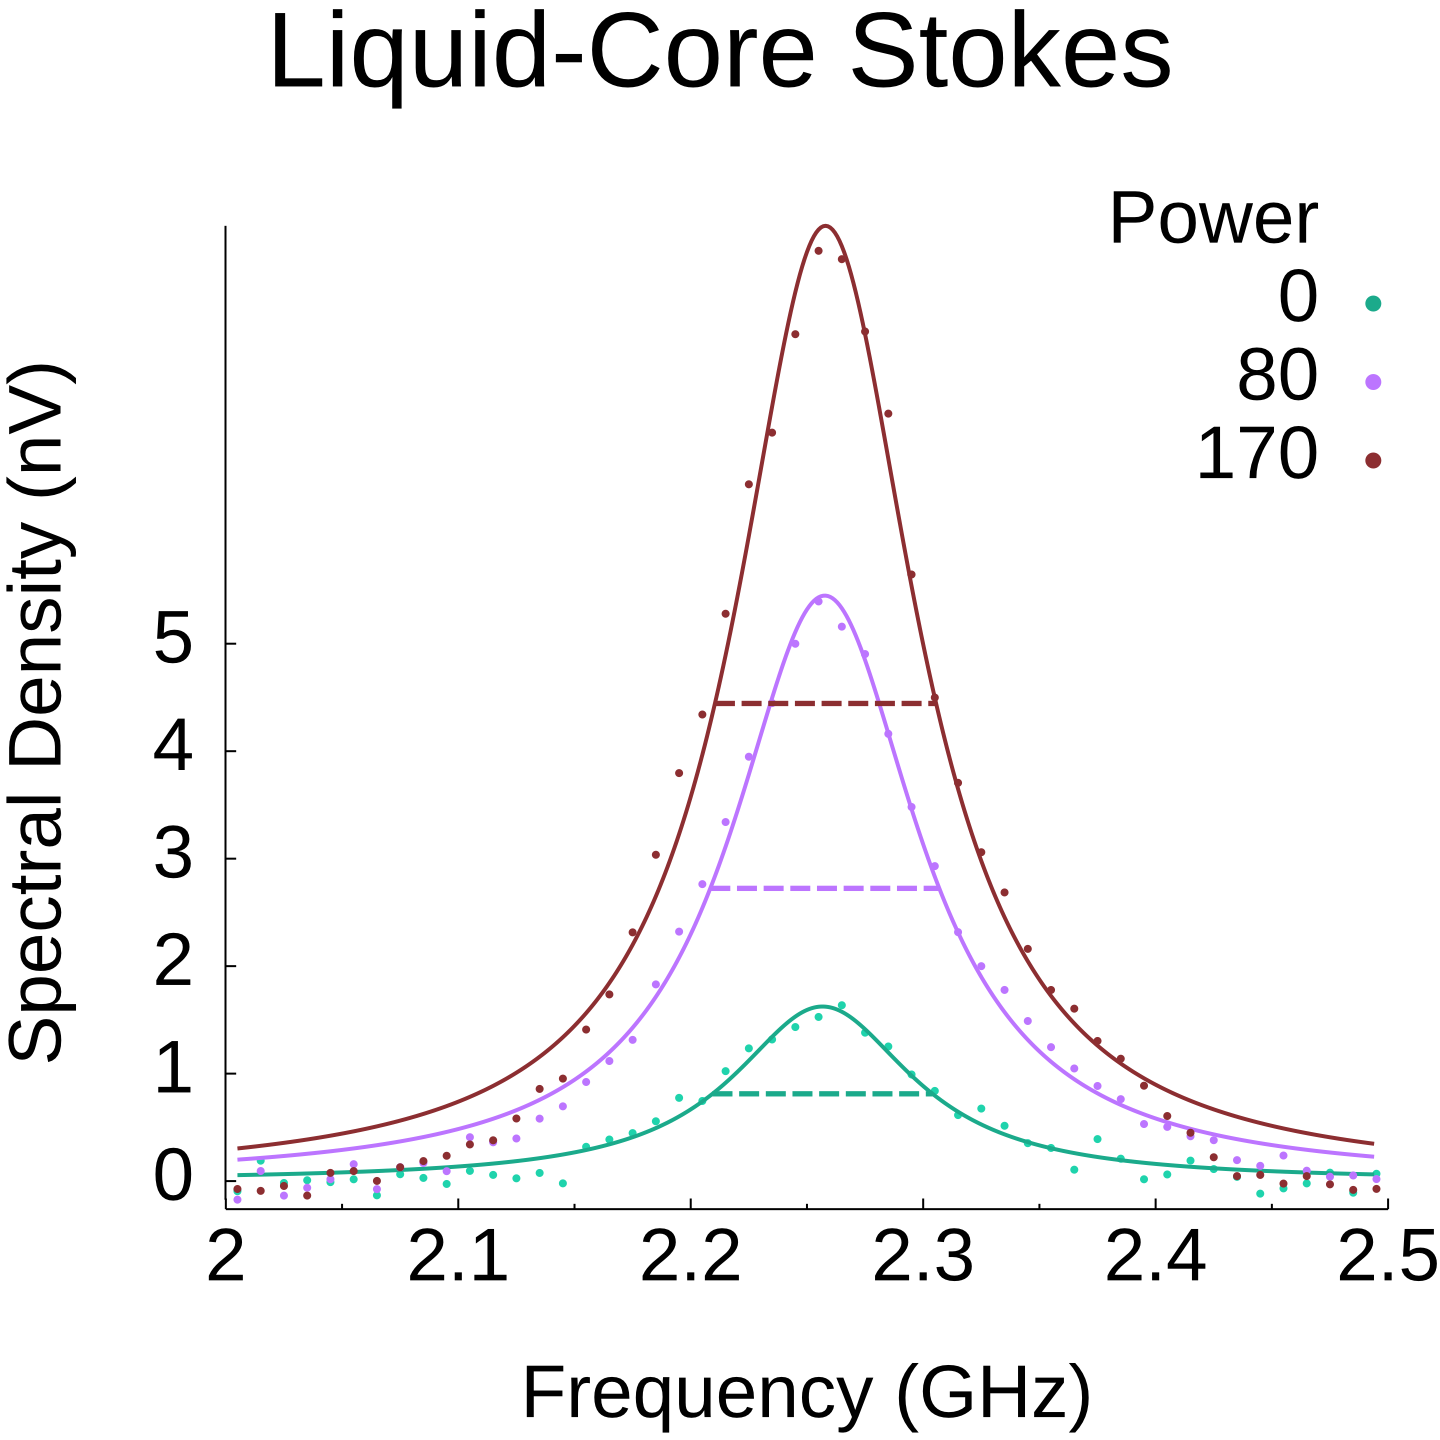 Liquid-Core Stokes
Power
0
80
170
Spectral Density (nV)
5
4
3
2
1
0
2 2.1 2.2 2.3 2.4 2.5
Frequency (GHz)